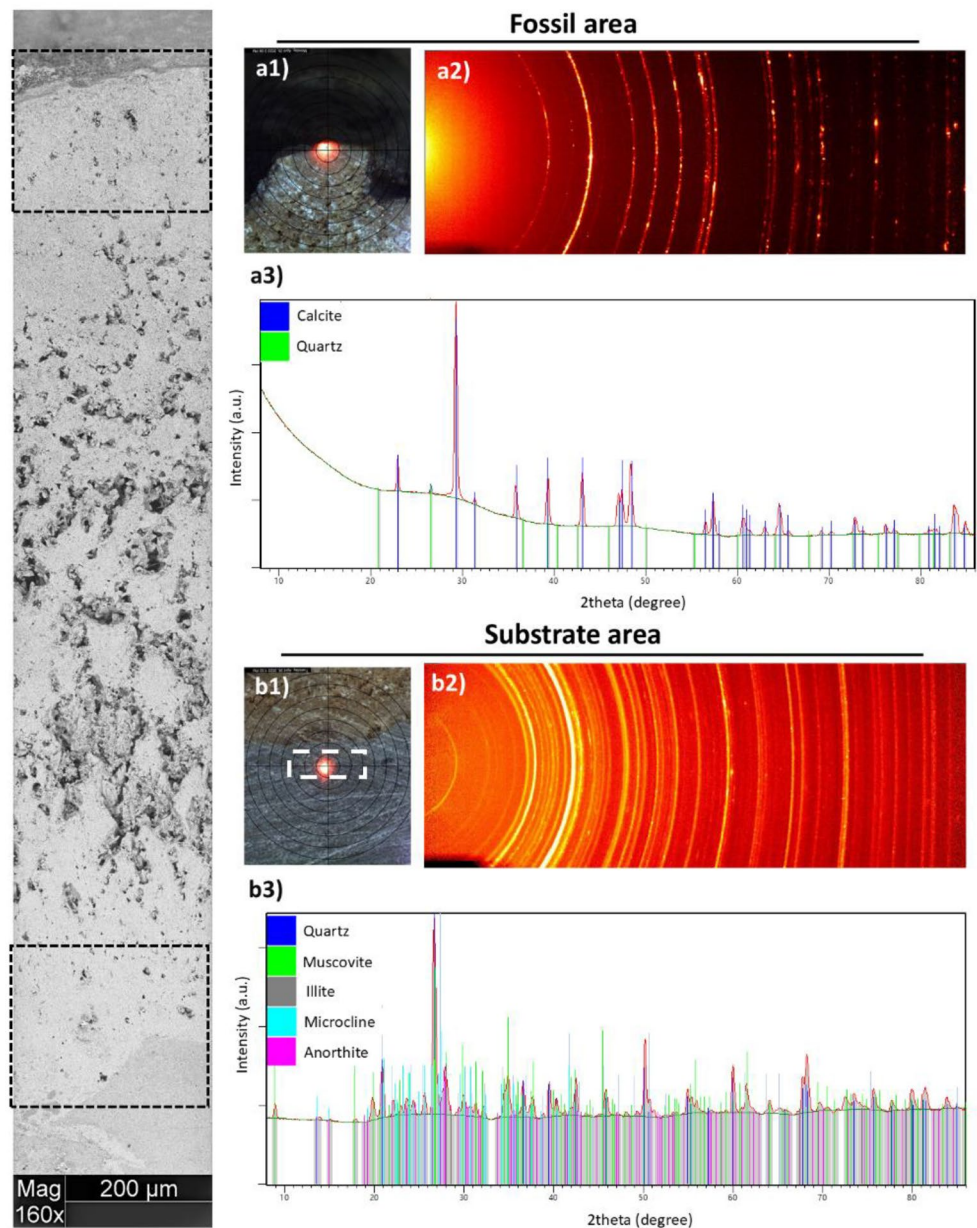 Fossil area
a1)
a2)
a3)
Calcite
Quartz
Intensity (a.u.)
10
20
30
40
50
60
70
80
2theta (degree)
Substrate area
b1)
b2)
b3)
Quartz
Muscovite
Illite
Microcline
Anorthite
Intensity (a.u.)
10
20
30
40
50
60
70
80
2theta (degree)
Mag
160x
200 µm